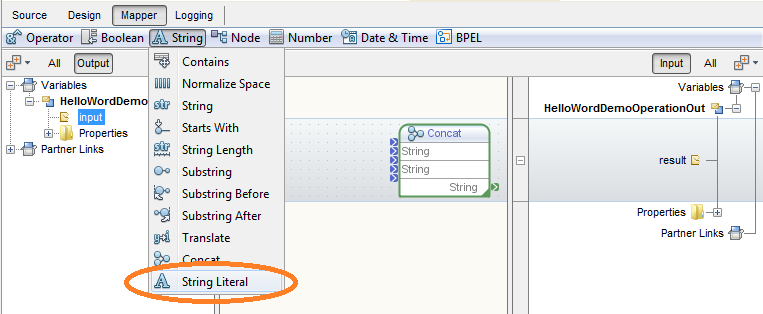 Source Design Mapper Logging
Operator Boolean String Node Number Date & Time BPEL
All Output
Input All
Variables
HelloWordDemo
input
Properties
Partner Links
Contains
Normalize Space
String
Starts With
String Length
Substring
Substring Before
Substring After
Translate
Concat
String Literal
Concat
String
String
String
Variables
HelloWordDemoOperationOut
result
Properties
Partner Links